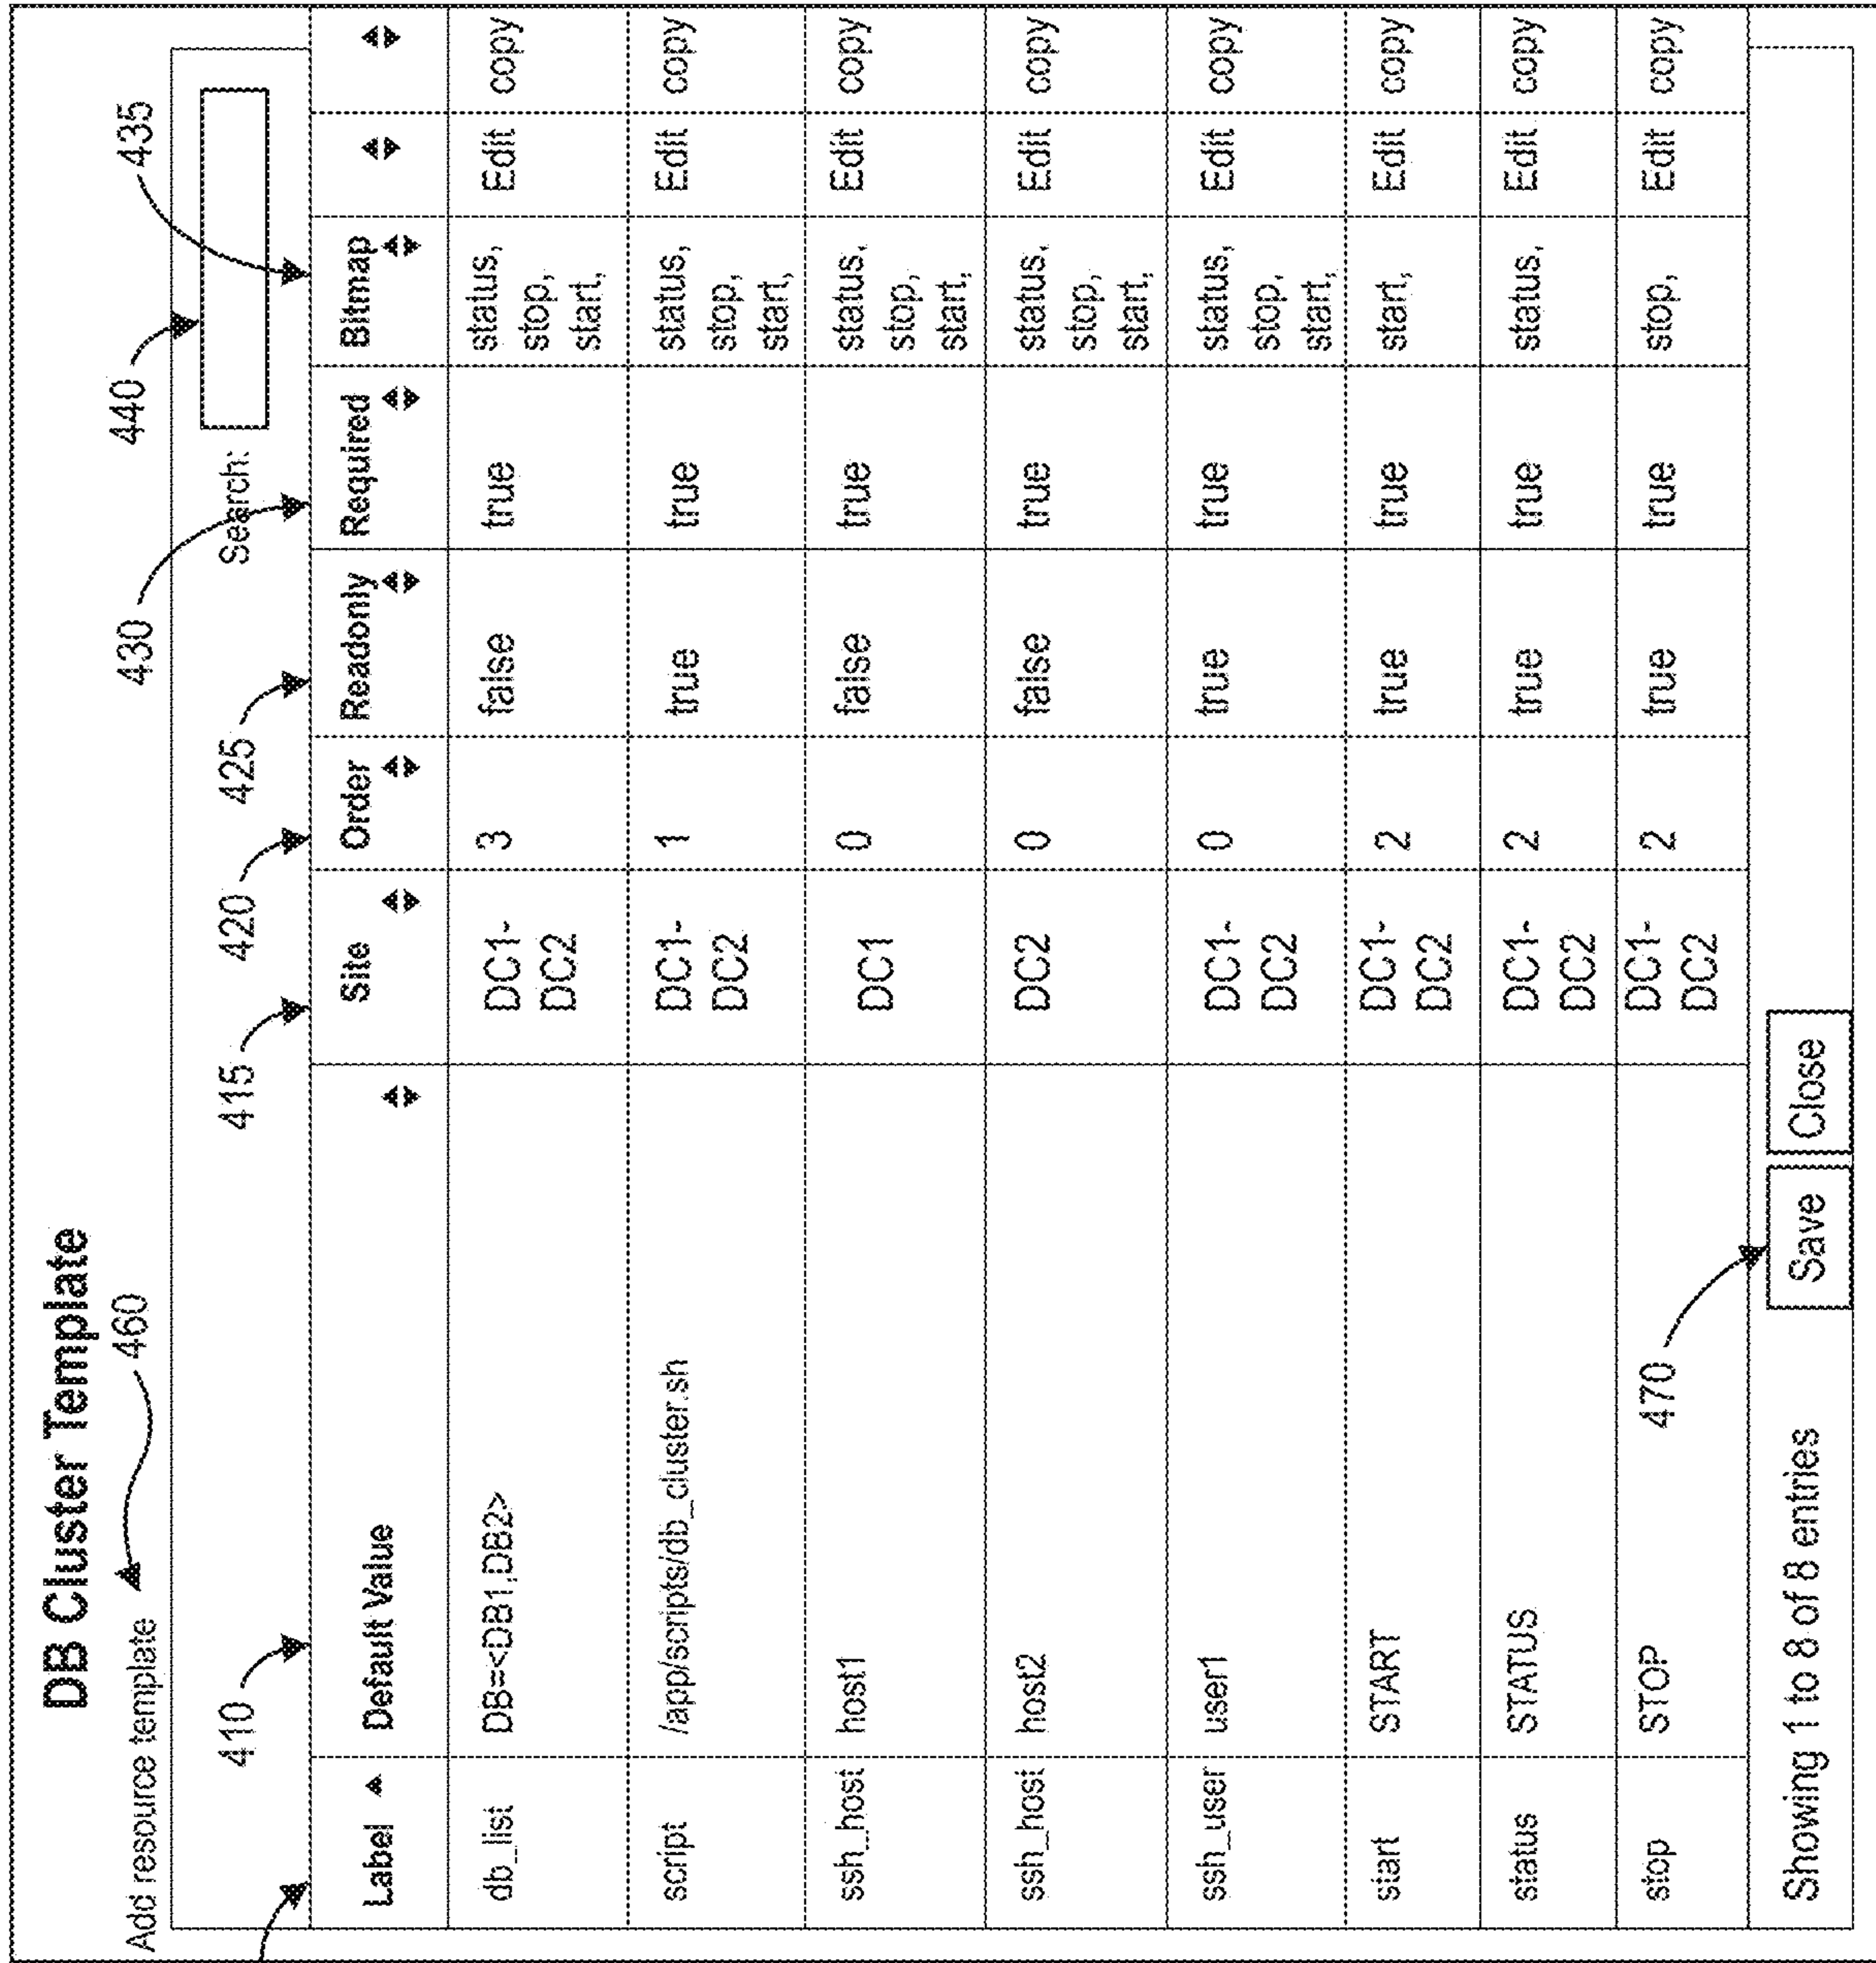 DB Cluster Template
Add resource template
460
440
435
430
Search:
410
415
420
425
Label Default Value Site Order Readonly Required Bitmap
db_list DB=<DB1,DB2> DC1- 3 false true status, Edit copy
DC2 stop,
start,
script /app/scripts/db_cluster.sh DC1- 1 true true status, Edit copy
DC2 stop,
start,
ssh_host host1 DC1 0 false true status, Edit copy
stop,
start,
ssh_host host2 DC2 0 false true status, Edit copy
stop,
start,
ssh_user user1 DC1- 0 true true status, Edit copy
DC2 stop,
start,
start START DC1- 2 true true start, Edit copy
DC2
status STATUS DC1- 2 true true status, Edit copy
DC2
stop STOP DC1- 2 true true stop, Edit copy
DC2
470
Showing 1 to 8 of 8 entries Save Close